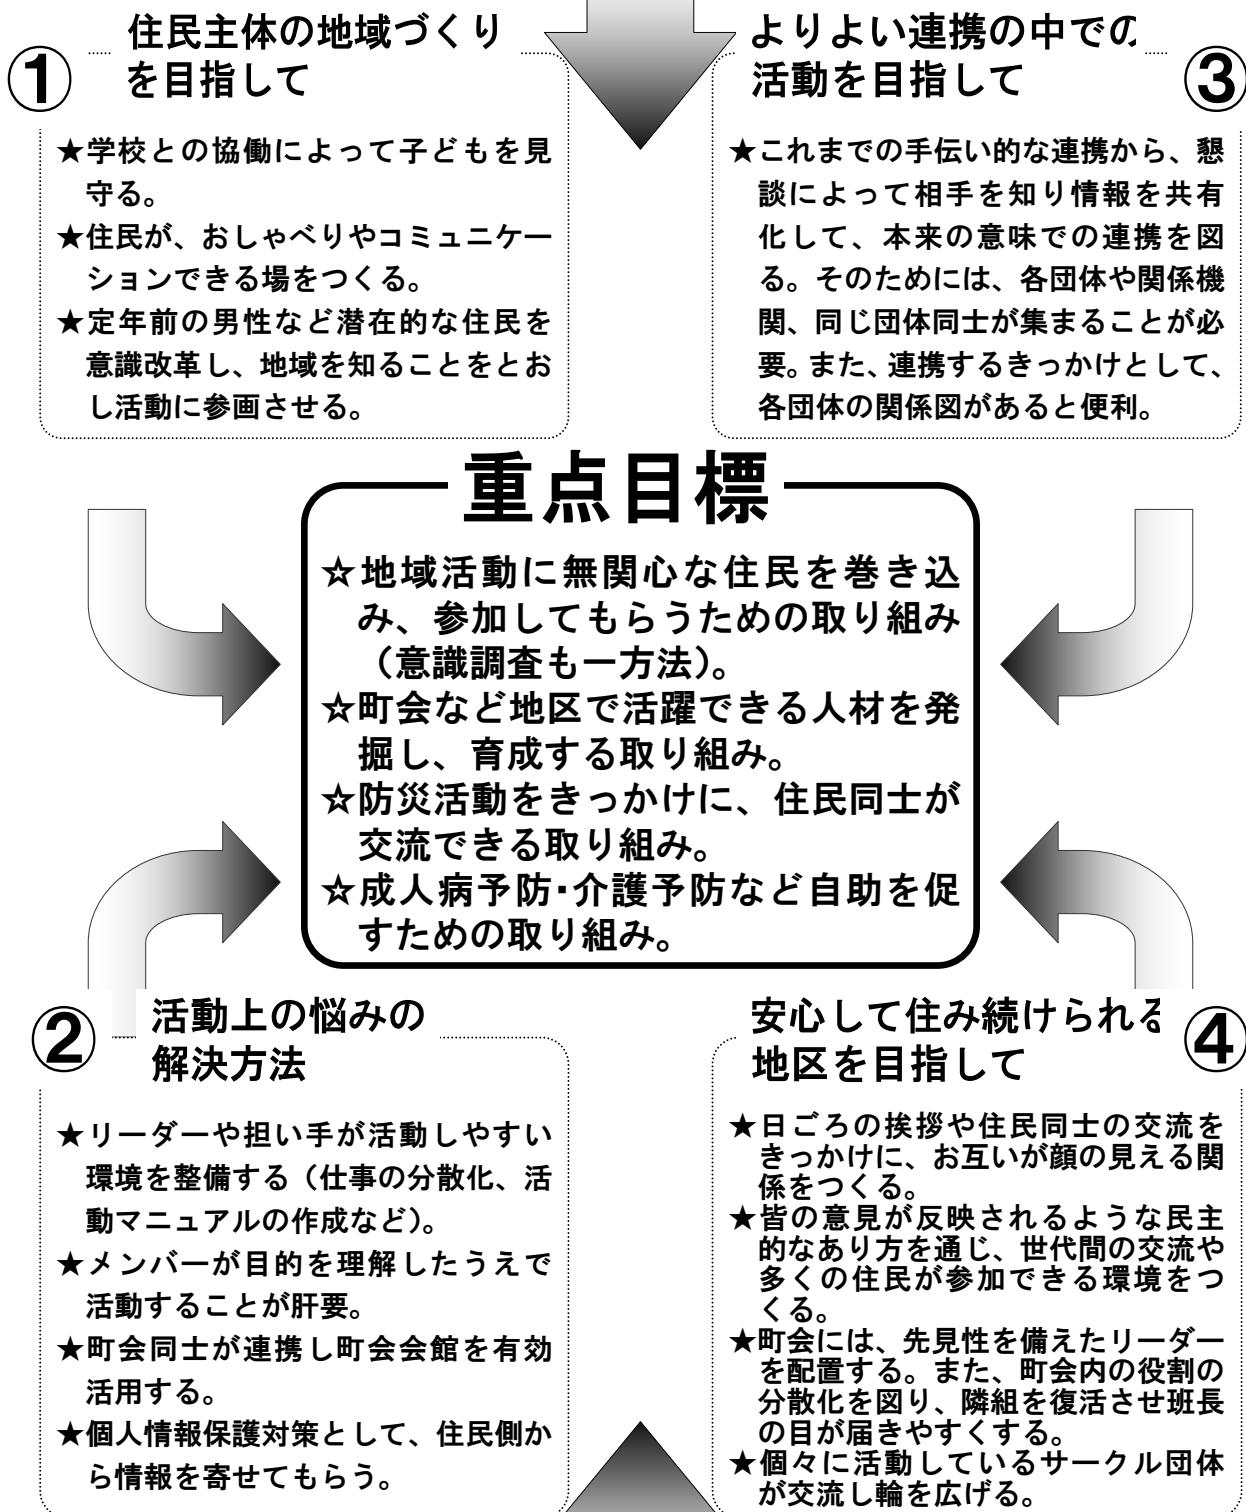 ①
住民主体の地域づくり
を目指して
★学校との協働によって子どもを見
守る。
★住民が、おしゃべりやコミュニケー
ションできる場をつくる。
★定年前の男性など潜在的な住民を
意識改革し、地域を知ることをとお
し活動に参画させる。
よりよい連携の中での
活動を目指して
③
★これまでの手伝い的な連携から、懇
談によって相手を知り情報を共有
化して、本来の意味での連携を図
る。そのためには、各団体や関係機
関、同じ団体同士が集まることが必
要。また、連携するきっかけとして、
各団体の関係図があると便利。
重点目標
☆地域活動に無関心な住民を巻き込
み、参加してもらうための取り組み
（意識調査も一方法）。
☆町会など地区で活躍できる人材を発
掘し、育成する取り組み。
☆防災活動をきっかけに、住民同士が
交流できる取り組み。
☆成人病予防・介護予防など自助を促
すための取り組み。
②
活動上の悩みの
解決方法
★リーダーや担い手が活動しやすい
環境を整備する（仕事の分散化、活
動マニュアルの作成など）。
★メンバーが目的を理解したうえで
活動することが肝要。
★町会同士が連携し町会会館を有効
活用する。
★個人情報保護対策として、住民側か
ら情報を寄せてもらう。
安心して住み続けられる
地区を目指して
④
★日ごろの挨拶や住民同士の交流を
きっかけに、お互いが顔の見える関
係をつくる。
★皆の意見が反映されるような民主
的なあり方を通じ、世代間の交流や
多くの住民が参加できる環境をつ
くる。
★町会には、先見性を備えたリーダー
を配置する。また、町会内の役割の
分散化を図り、隣組を復活させ班長
の目が届きやすくする。
★個々に活動しているサークル団体
が交流し輪を広げる。